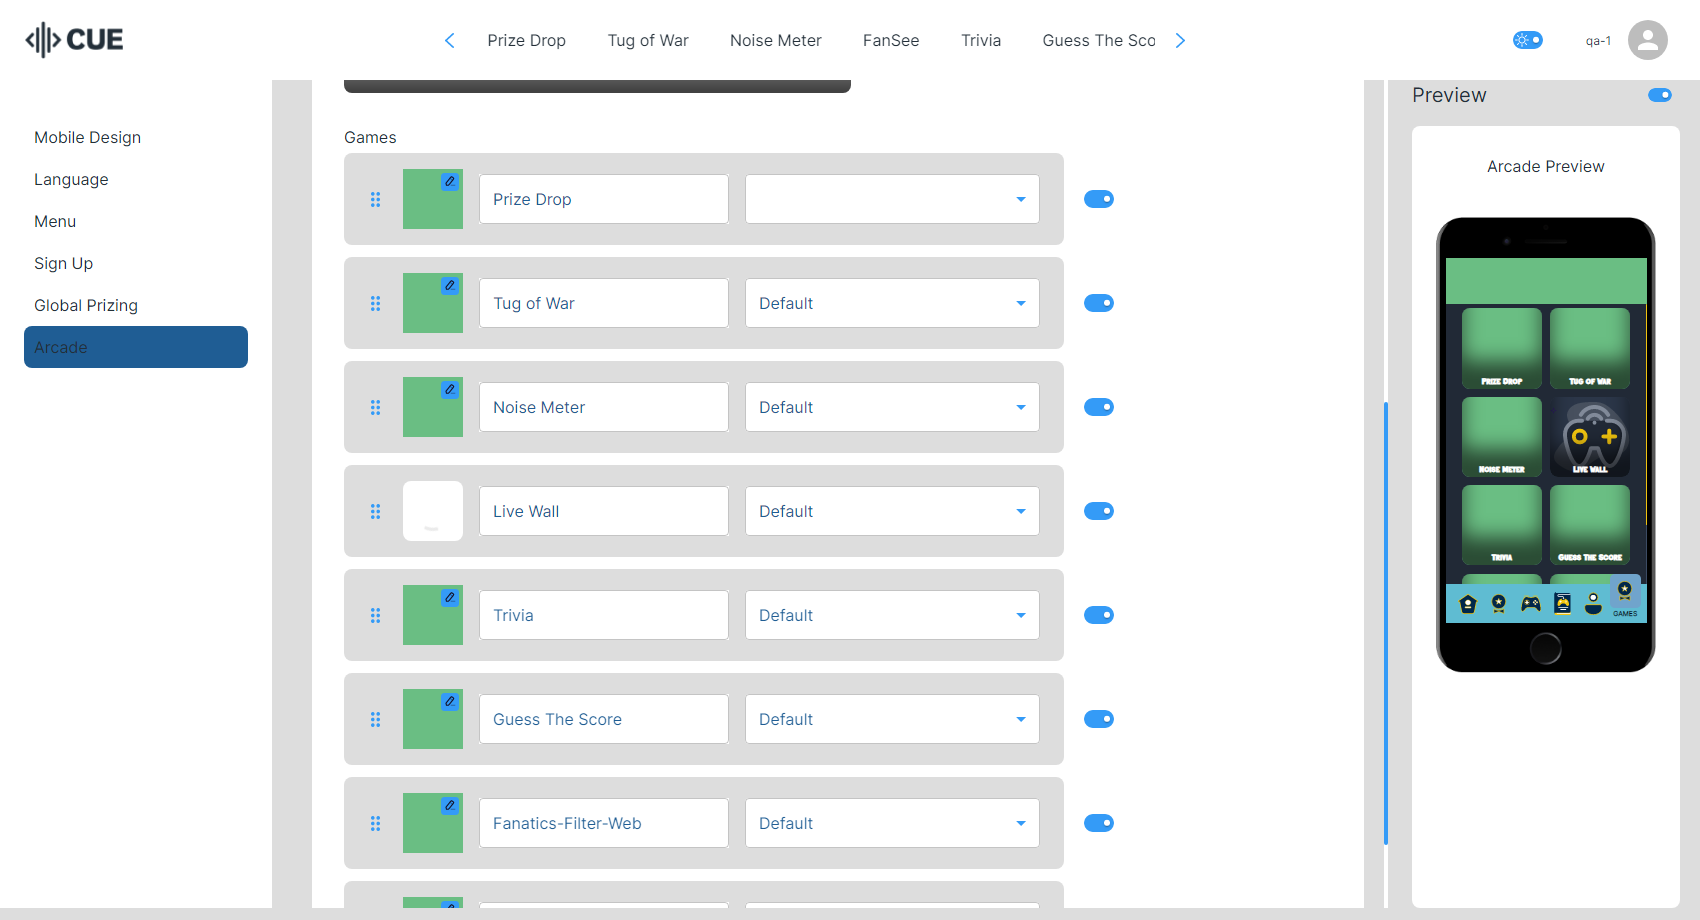 CUE
Prize Drop Tug of War Noise Meter FanSee Trivia Guess The Sco
qa-1
Mobile Design
Language
Menu
Sign Up
Global Prizing
Arcade
Games
Prize Drop
Tug of War Default
Noise Meter Default
Live Wall Default
Trivia Default
Guess The Score Default
Fanatics-Filter-Web Default
Preview
Arcade Preview
Prize Drop Tug of War
Noise Meter Live Wall
Trivia Guess The Score
GAMES